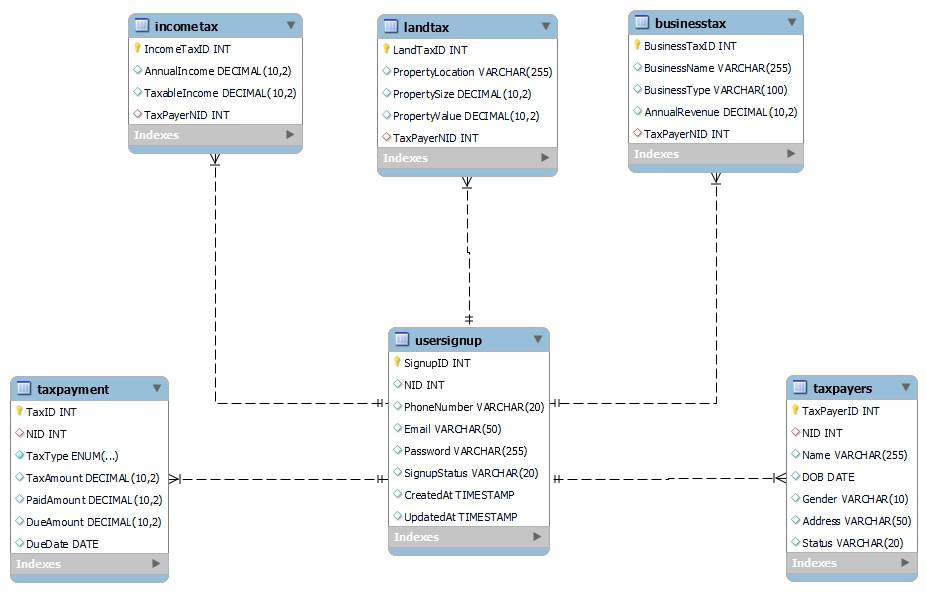 incometax
IncomeTaxID INT
AnnualIncome DECIMAL(10,2)
TaxableIncome DECIMAL(10,2)
TaxPayerNID INT
Indexes
landtax
LandTaxID INT
PropertyLocation VARCHAR(255)
PropertySize DECIMAL(10,2)
PropertyValue DECIMAL(10,2)
TaxPayerNID INT
Indexes
businesstax
BusinessTaxID INT
BusinessName VARCHAR(255)
BusinessType VARCHAR(100)
AnnualRevenue DECIMAL(10,2)
TaxPayerNID INT
Indexes
taxpayment
TaxID INT
NID INT
TaxType ENUM(...)
TaxAmount DECIMAL(10,2)
PaidAmount DECIMAL(10,2)
DueAmount DECIMAL(10,2)
DueDate DATE
Indexes
usersignup
SignupID INT
NID INT
PhoneNumber VARCHAR(20)
Email VARCHAR(50)
Password VARCHAR(255)
SignupStatus VARCHAR(20)
CreatedAt TIMESTAMP
UpdatedAt TIMESTAMP
Indexes
taxpayers
TaxPayerID INT
NID INT
Name VARCHAR(255)
DOB DATE
Gender VARCHAR(10)
Address VARCHAR(50)
Status VARCHAR(20)
Indexes